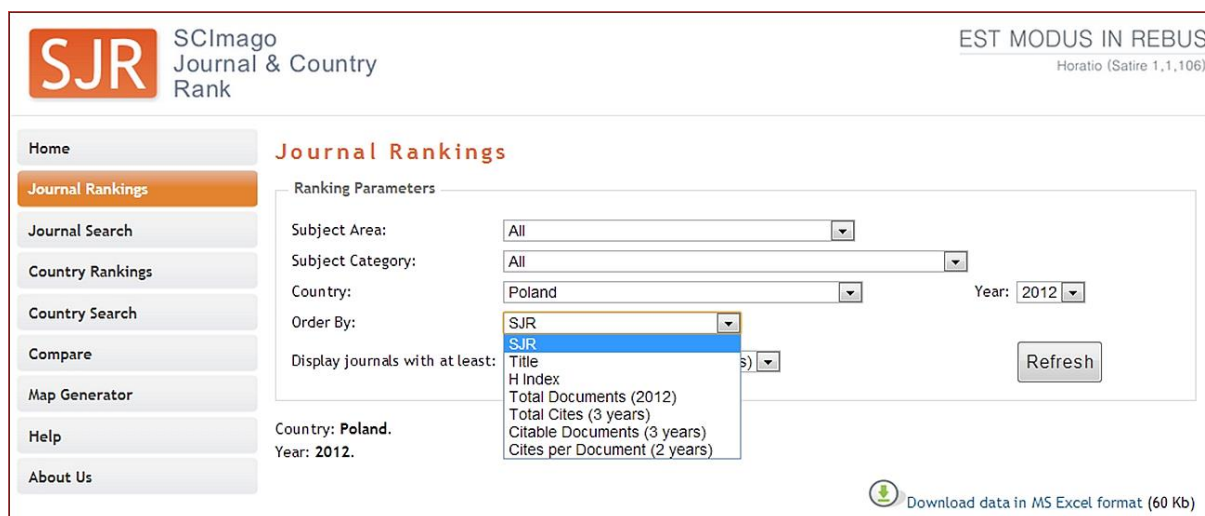 SJR
SCImago
Journal & Country
Rank
EST MODUS IN REBUS
Horatio (Satire 1,1,106)
Home
Journal Rankings
Journal Search
Country Rankings
Country Search
Compare
Map Generator
Help
About Us
Journal Rankings
Ranking Parameters
Subject Area: All
Subject Category: All
Country: Poland Year: 2012
Order By: SJR
SJR
Display journals with at least: Title s)
H Index
Total Documents (2012)
Total Cites (3 years)
Citable Documents (3 years)
Cites per Document (2 years)
Refresh
Country: Poland.
Year: 2012.
Download data in MS Excel format (60 Kb)